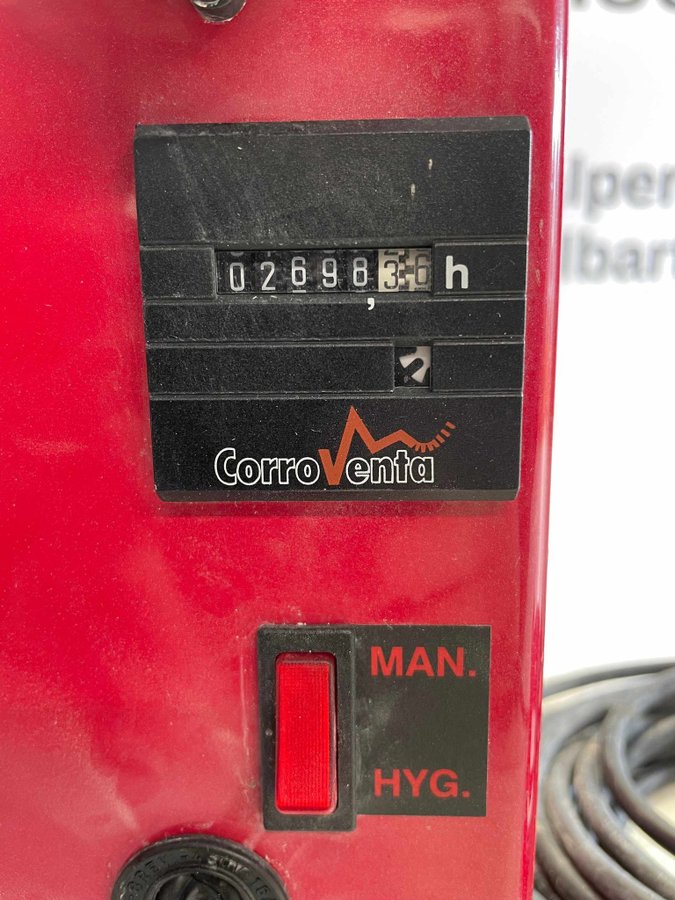 02698,36 h
CorroVenta
MAN.
HYG.